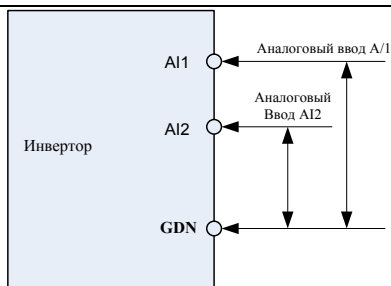 AI1
Аналоговый ввод A/1
Аналоговый
Ввод AI2
AI2
Инвертор
GDN